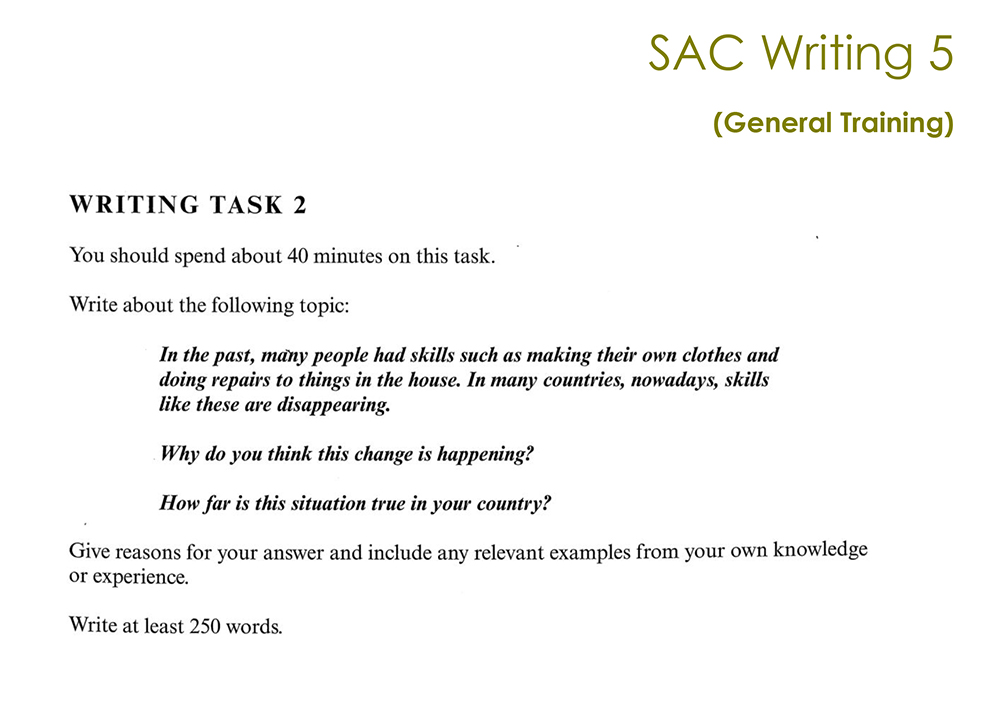 SAC Writing 5
(General Training)
WRITING TASK 2
You should spend about 40 minutes on this task.
Write about the following topic:
In the past, many people had skills such as making their own clothes and
doing repairs to things in the house. In many countries, nowadays, skills
like these are disappearing.
Why do you think this change is happening?
How far is this situation true in your country?
Give reasons for your answer and include any relevant examples from your own knowledge
or experience.
Write at least 250 words.